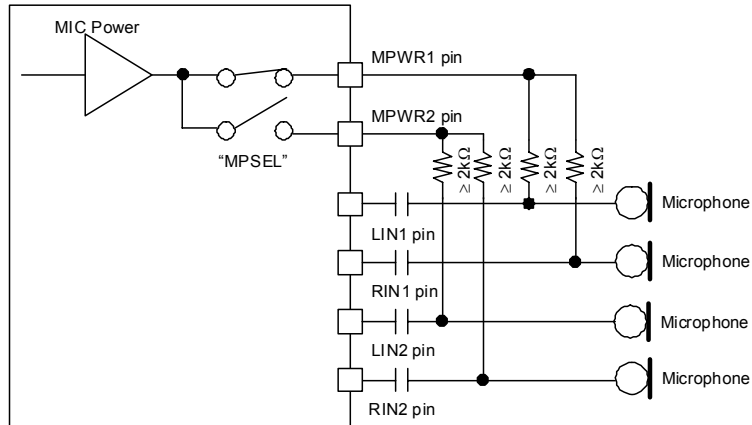 MIC Power
MPWR1 pin
MPWR2 pin
“MPSEL”
≥ 2kΩ
≥ 2kΩ
≥ 2kΩ
≥ 2kΩ
Microphone
LIN1 pin
Microphone
RIN1 pin
Microphone
LIN2 pin
Microphone
RIN2 pin